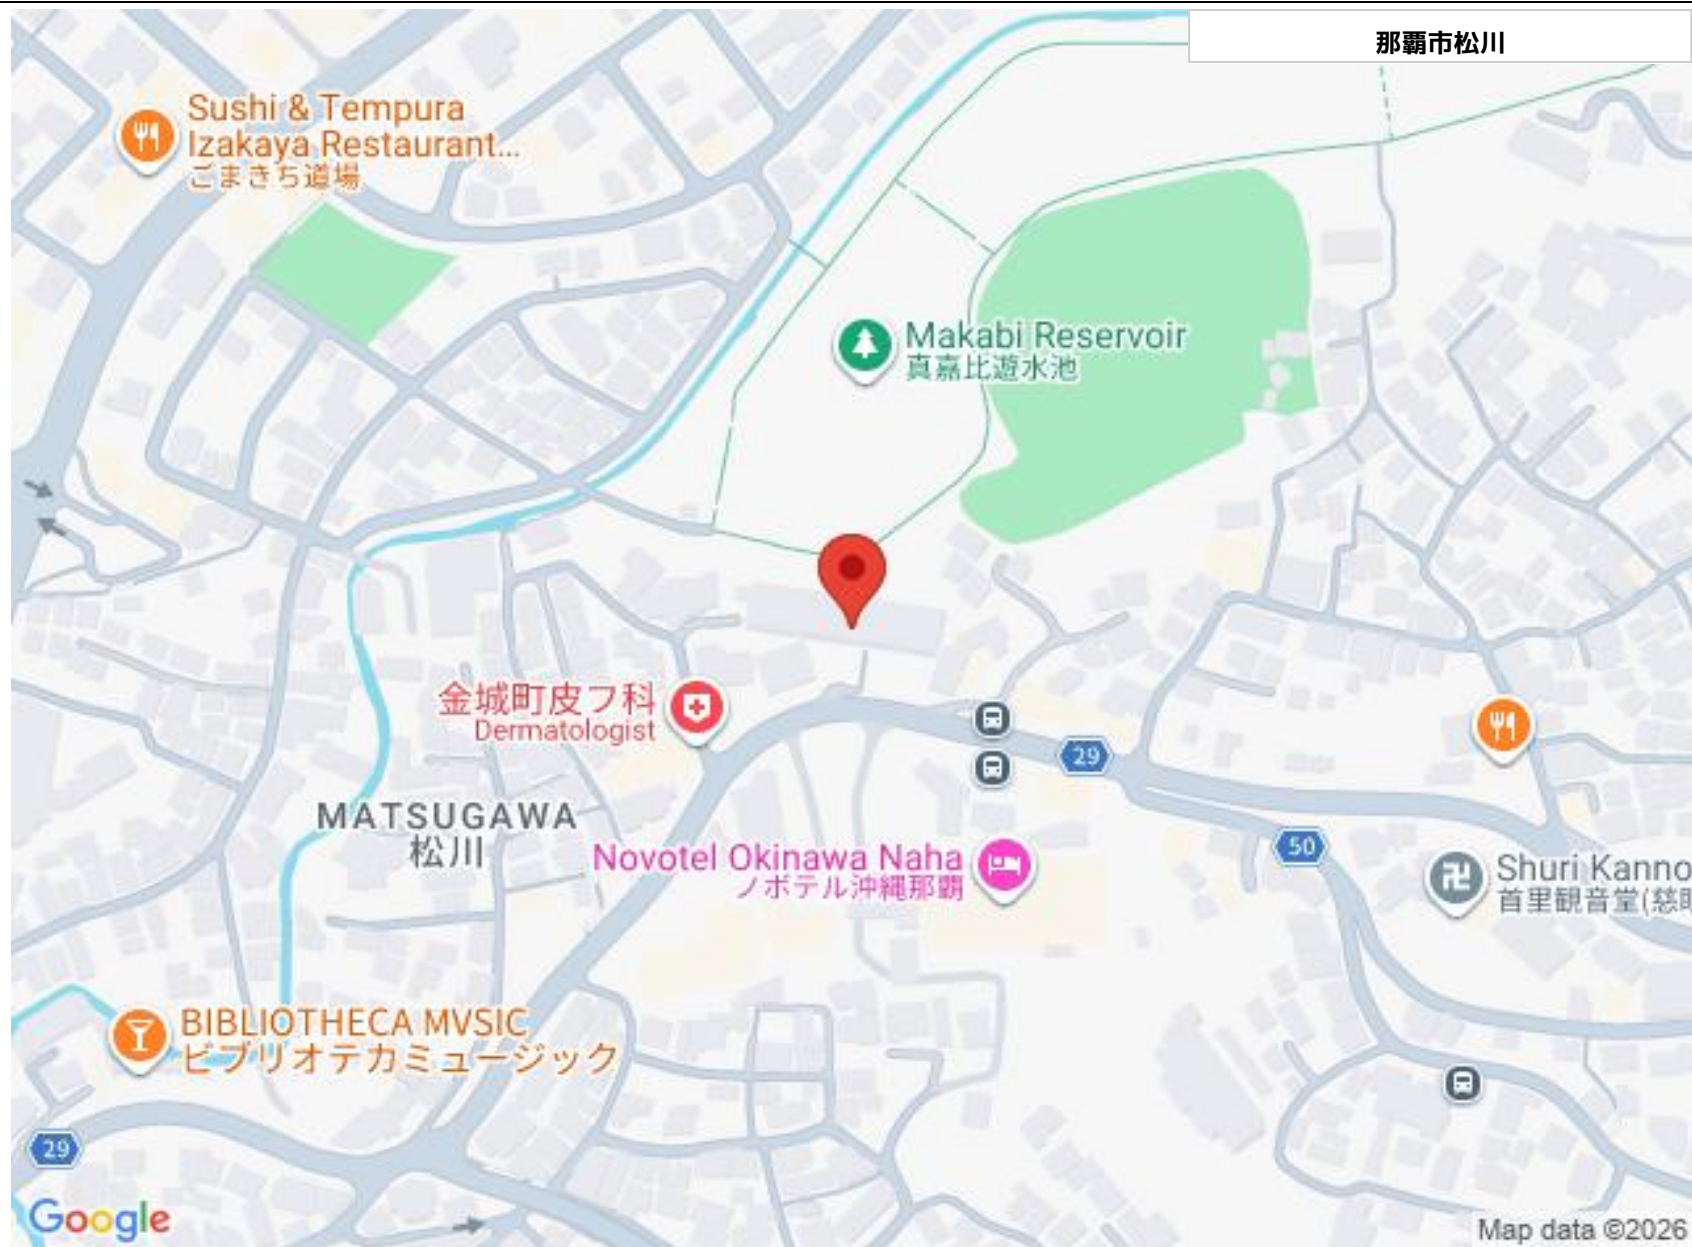 那覇市松川
Sushi & Tempura
Izakaya Restaurant...
ごまきち道場
Makabi Reservoir
真嘉比遊水池
金城町皮フ科
Dermatologist
29
MATSUGAWA
松川
Novotel Okinawa Naha
ノボテル沖縄那覇
50
Shuri Kanno
首里観音堂(慈
BIBLIOTHECA MVSIC
ビブリオテカミュージック
29
Google
Map data ©2026